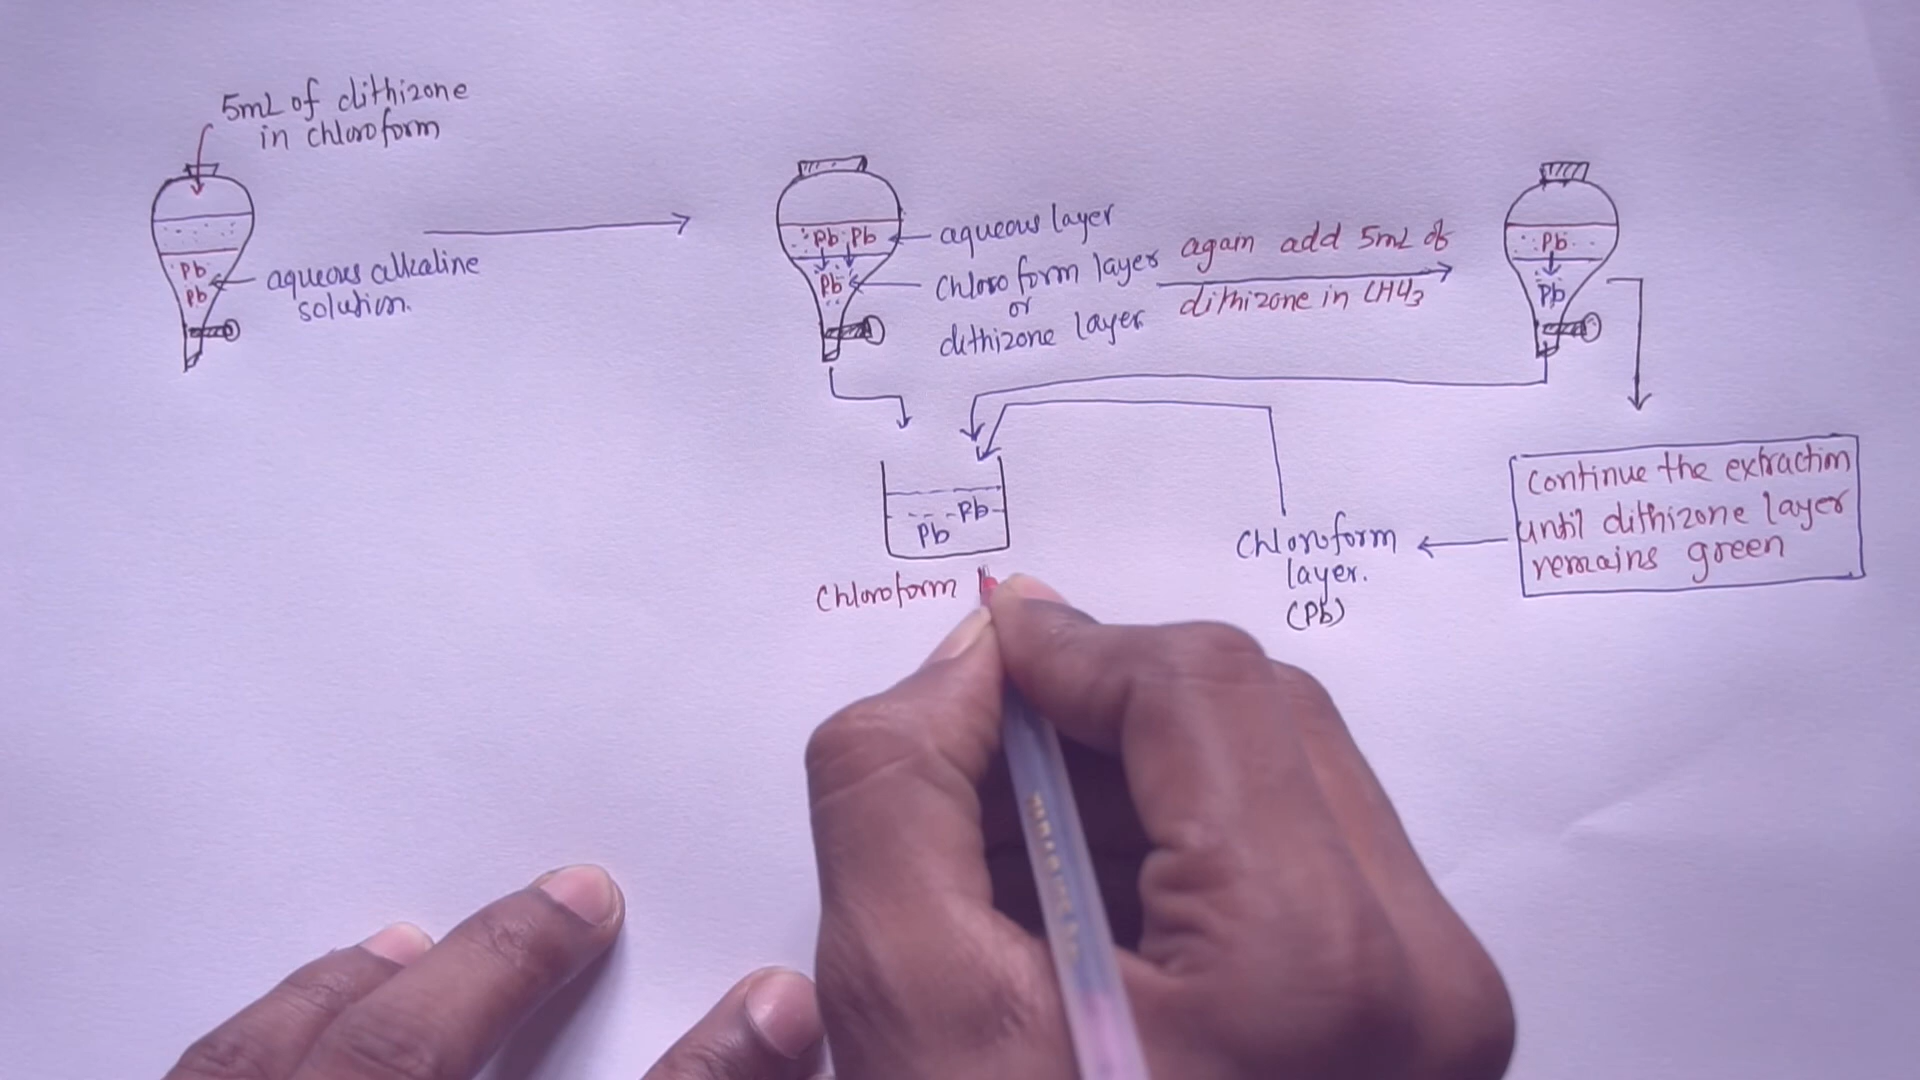 5mL of dithizone
in chloroform
Pb
Pb
aqueous alkaline
solution.
Pb Pb
Pb
aqueous layer
Chloroform layer
or
dithizone layer
again add 5mL of
dithizone in CHCl3
Pb
Pb
Continue the extraction
until dithizone layer
remains green
Chloroform
layer.
(Pb)
Pb
Pb
Chloroform